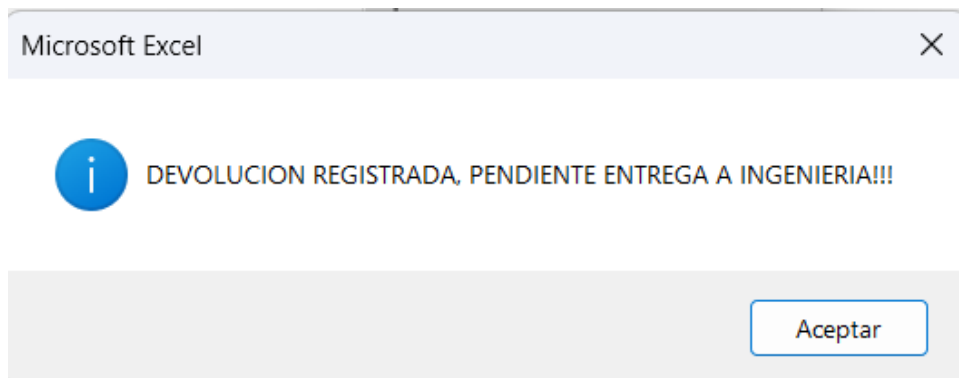 Microsoft Excel
DEVOLUCION REGISTRADA, PENDIENTE ENTREGA A INGENIERIA!!!
Aceptar